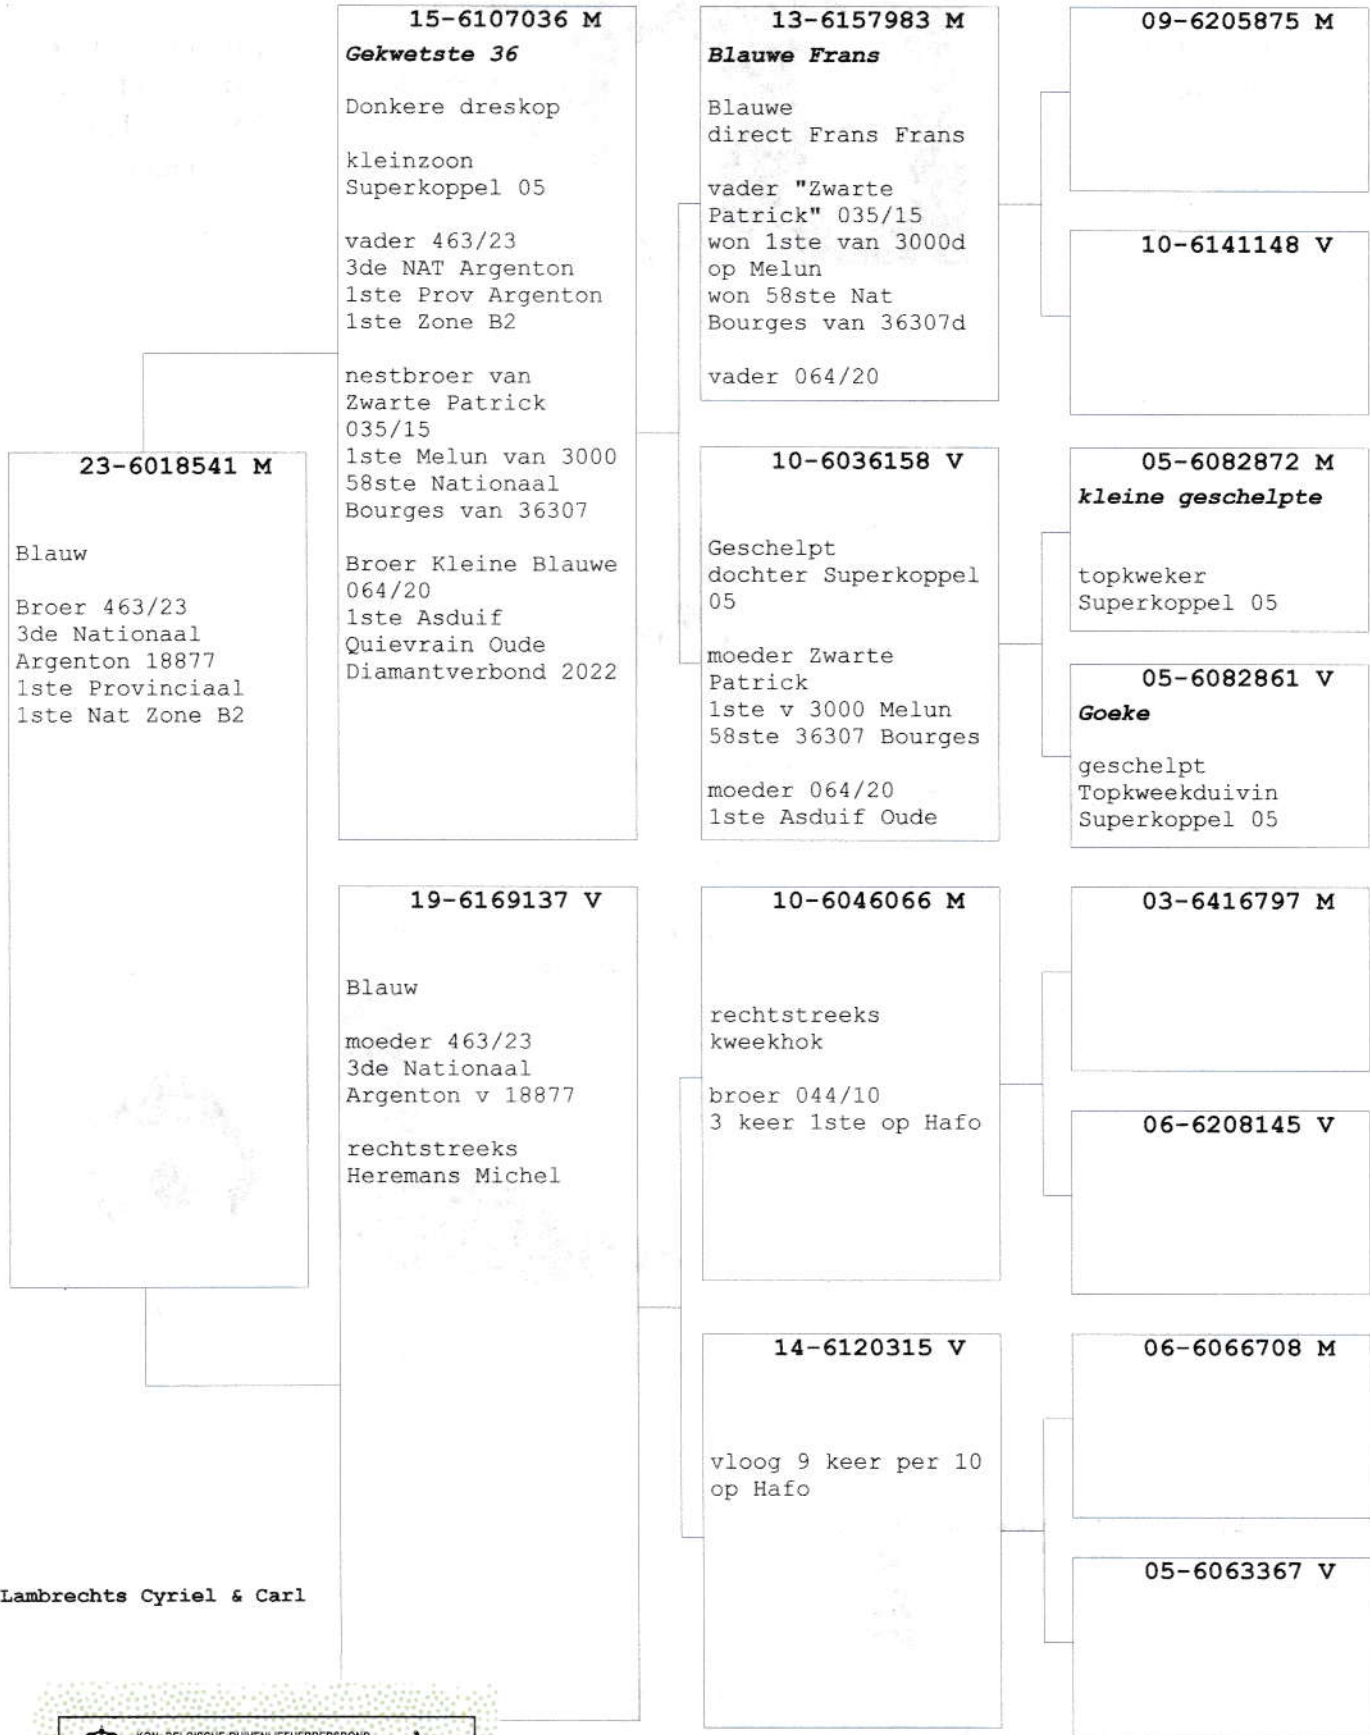 23-6018541 M
Blauw
Broer 463/23
3de Nationaal
Argenton 18877
1ste Provinciaal
1ste Nat Zone B2
15-6107036 M
Gekwetste 36
Donkere dreskop
kleinzoon
Superkoppel 05
vader 463/23
3de NAT Argenton
1ste Prov Argenton
1ste Zone B2
nestbroer van
Zwarte Patrick
035/15
1ste Melun van 3000
58ste Nationaal
Bourges van 36307
Broer Kleine Blauwe
064/20
1ste Asduif
Quievrain Oude
Diamantverbond 2022
19-6169137 V
Blauw
moeder 463/23
3de Nationaal
Argenton v 18877
rechtstreeks
Heremans Michel
13-6157983 M
Blauwe Frans
Blauwe
direct Frans Frans
vader "Zwarte
Patrick" 035/15
won 1ste van 3000d
op Melun
won 58ste Nat
Bourges van 36307d
vader 064/20
10-6036158 V
Geschelpt
dochter Superkoppel
05
moeder Zwarte
Patrick
1ste v 3000 Melun
58ste 36307 Bourges
moeder 064/20
1ste Asduif Oude
10-6046066 M
rechtstreeks
kweekhok
broer 044/10
3 keer 1ste op Hafo
14-6120315 V
vloog 9 keer per 10
op Hafo
09-6205875 M
10-6141148 V
05-6082872 M
kleine geschelpte
topkweker
Superkoppel 05
05-6082861 V
Goeke
geschelpt
Topkweekduivin
Superkoppel 05
03-6416797 M
06-6208145 V
06-6066708 M
05-6063367 V
Lambrechts Cyriel & Carl
KON. BELGISCHE DUIVENLIEFHEBBERSBOND